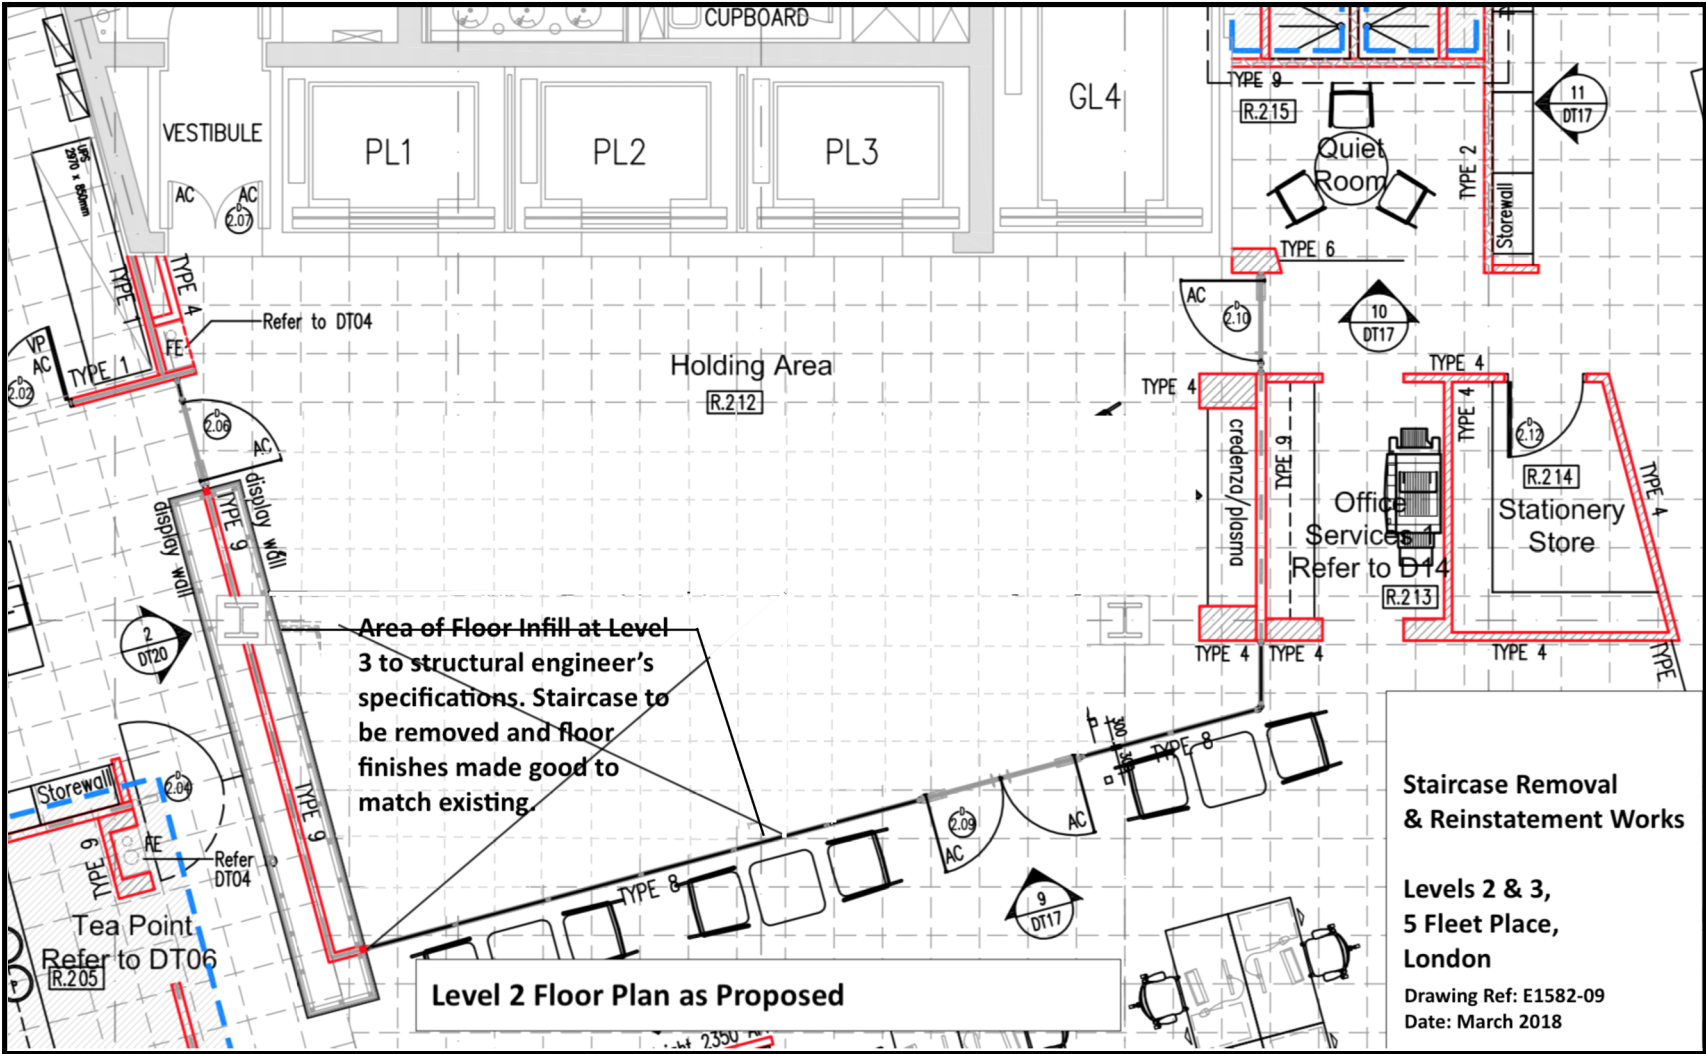 CUPBOARD
VESTIBULE
PL1
PL2
PL3
GL4
AC
AC
D
2.07
UPS
2970 x 850mm
TYPE 9
R.215
Quiet
Room
TYPE 2
Storewall
11
DT17
TYPE 6
TYPE 1
TYPE 4
Refer to DT04
FE
VP
AC
2.02
TYPE 1
D
2.06
AC
Holding Area
R.212
AC
D
2.10
10
DT17
TYPE 4
TYPE 4
TYPE 4
D
2.12
R.214
Stationery
Store
TYPE 4
credenza/plasma
TYPE 9
Office
Services 1
Refer to D14
R.213
TYPE 4
TYPE 4
TYPE 4
TYPE
display wall
display wall
TYPE 9
2
DT20
Area of Floor Infill at Level
3 to structural engineer's
specifications. Staircase to
be removed and floor
finishes made good to
match existing.
Storewall
D
2.04
TYPE 9
FE
Refer
DT04
TYPE 9
Tea Point
Refer to DT06
R.205
TYPE 8
D
2.09
AC
AC
300
TYPE 8
9
DT17
Level 2 Floor Plan as Proposed
2350
Staircase Removal
& Reinstatement Works
Levels 2 & 3,
5 Fleet Place,
London
Drawing Ref: E1582-09
Date: March 2018